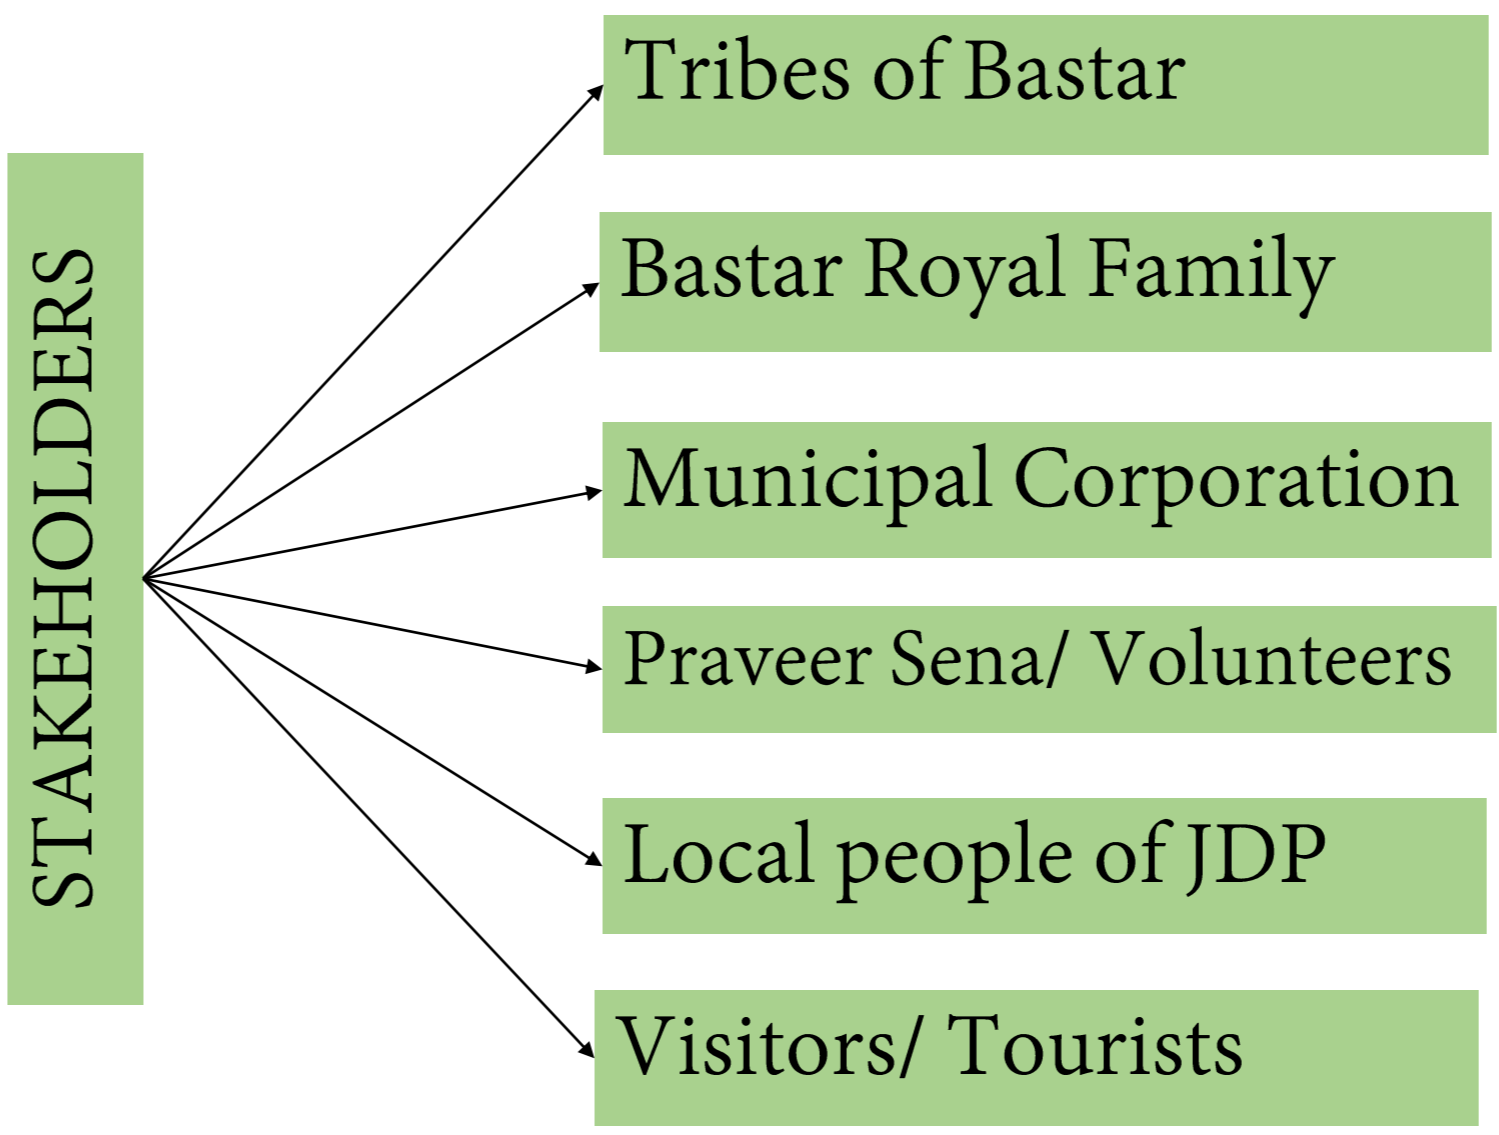 STAKEHOLDERS
Tribes of Bastar
Bastar Royal Family
Municipal Corporation
Praveer Sena/ Volunteers
Local people of JDP
Visitors/ Tourists